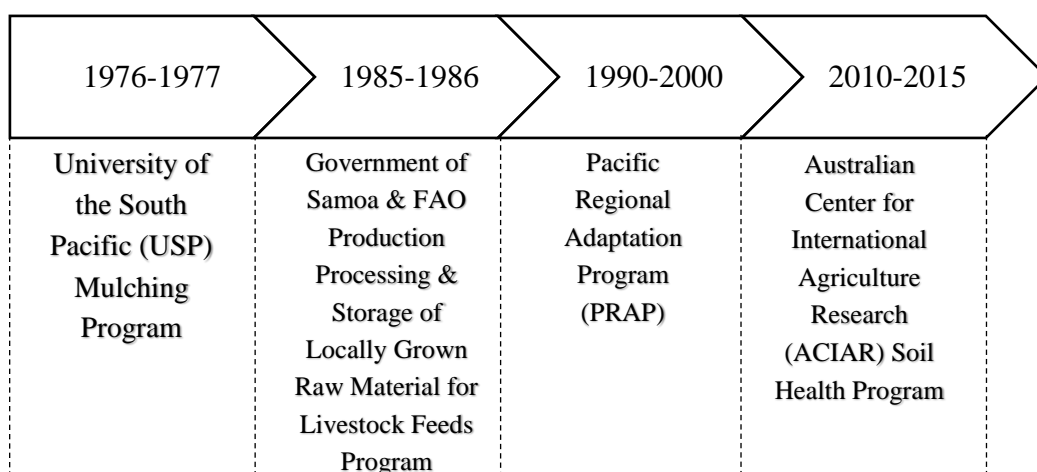 1976-1977
1985-1986
1990-2000
2010-2015
University of
the South
Pacific (USP)
Mulching
Program
Government of
Samoa & FAO
Production
Processing &
Storage of
Locally Grown
Raw Material for
Livestock Feeds
Program
Pacific
Regional
Adaptation
Program
(PRAP)
Australian
Center for
International
Agriculture
Research
(ACIAR) Soil
Health Program